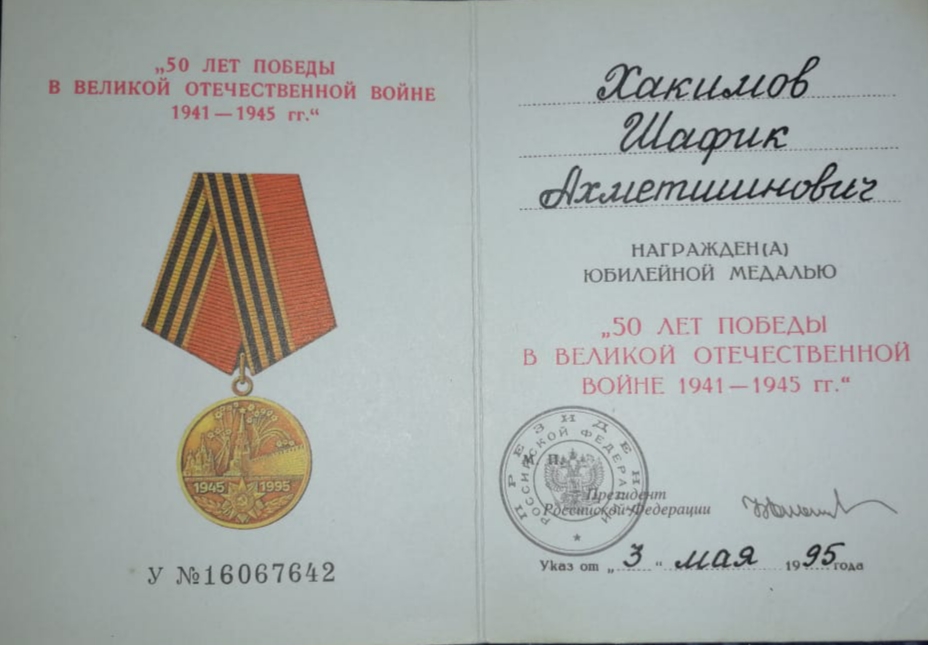 „50 ЛЕТ ПОБЕДЫ
В ВЕЛИКОЙ ОТЕЧЕСТВЕННОЙ ВОЙНЕ
1941 — 1945 гг.“
1945 1995
У №16067642
Хакимов
Шафик
Ахметшинович
НАГРАЖДЕН(А)
ЮБИЛЕЙНОЙ МЕДАЛЬЮ
„50 ЛЕТ ПОБЕДЫ
В ВЕЛИКОЙ ОТЕЧЕСТВЕННОЙ
ВОЙНЕ 1941 — 1945 гг.“
ПРЕЗИДЕНТ
РОССИЙСКОЙ ФЕДЕРАЦИИ
М. П.
Президент
Российской Федерации
Указ от „3“ мая 1995 года